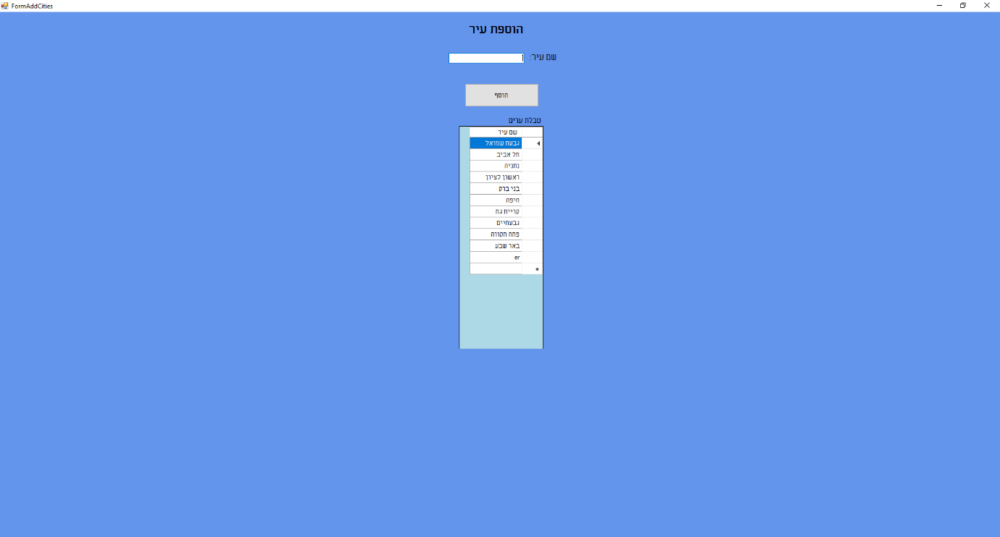 FormAddCities
הוספת עיר
שם עיר:
הוסף
טבלת ערים
שם עיר
גבעת שמואל
תל אביב
נתניה
ראשון לציון
בני ברק
חיפה
קריית גת
גבעתיים
פתח תקווה
באר שבע
er